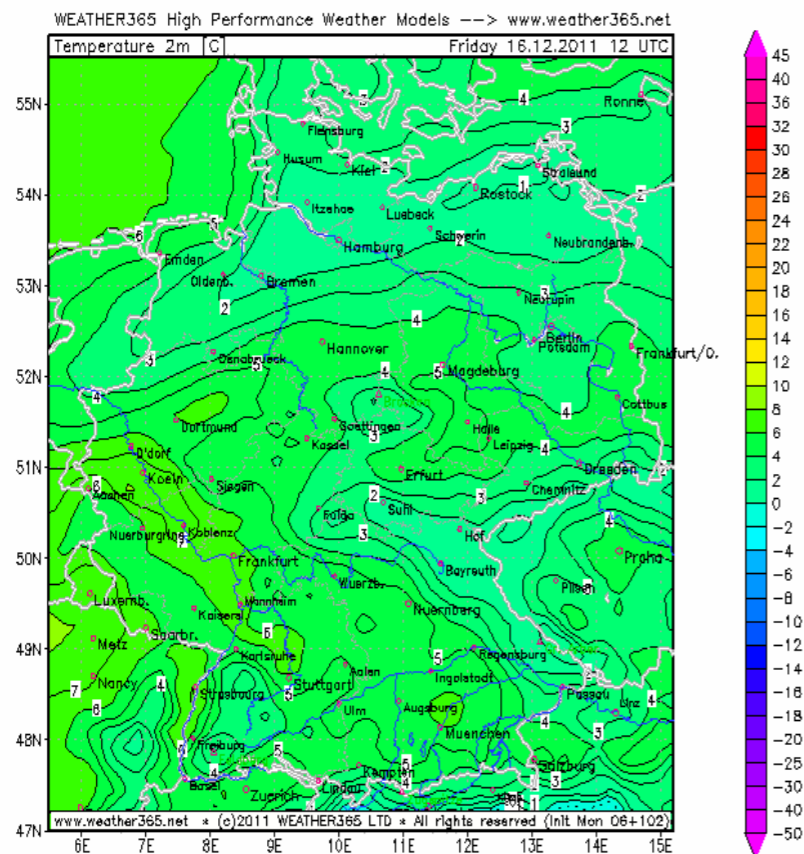 WEATHER365 High Performance Weather Models --> www.weather365.net
Temperature 2m [C] Friday 16.12.2011 12 UTC
45
40
36
32
30
28
26
24
22
20
18
16
14
12
10
8
6
4
2
0
-2
-4
-6
-8
-10
-12
-14
-16
-18
-20
-25
-30
-40
-50
55N
54N
53N
52N
51N
50N
49N
48N
47N
Ronne
Flensburg
Husum
Kiel
Stralsund
Rostock
Itzehoe
Luebeck
Schwerin
Hamburg
Neubrandenb.
Emden
Oldenb.
Bremen
Neurupin
Berlin
Potsdam
Hannover
Osnabrueck
Frankfurt/O.
Magdeburg
Cottbus
Dortmund
Goettingen
Halle
Kassel
Leipzig
D'dorf
Koeln
Erfurt
Dresden
Aachen
Siegen
Chemnitz
Fulda
Suhl
Nuerburgring
Koblenz
Hof
Frankfurt
Praha
Wuerzb.
Bayreuth
Pilsen
Luxemb.
Kaisersl.
Mannheim
Nuernberg
Metz
Saarbr.
Karlsruhe
Aalen
Regensburg
Nancy
Strasbourg
Stuttgart
Ingolstadt
Passau
Linz
Ulm
Augsburg
Freiburg
Muenchen
Basel
Zuerich
Lindau
Kempten
Salzburg
www.weather365.net * (c)2011 WEATHER365 LTD * All rights reserved (Init Mon 06+102)
6E 7E 8E 9E 10E 11E 12E 13E 14E 15E